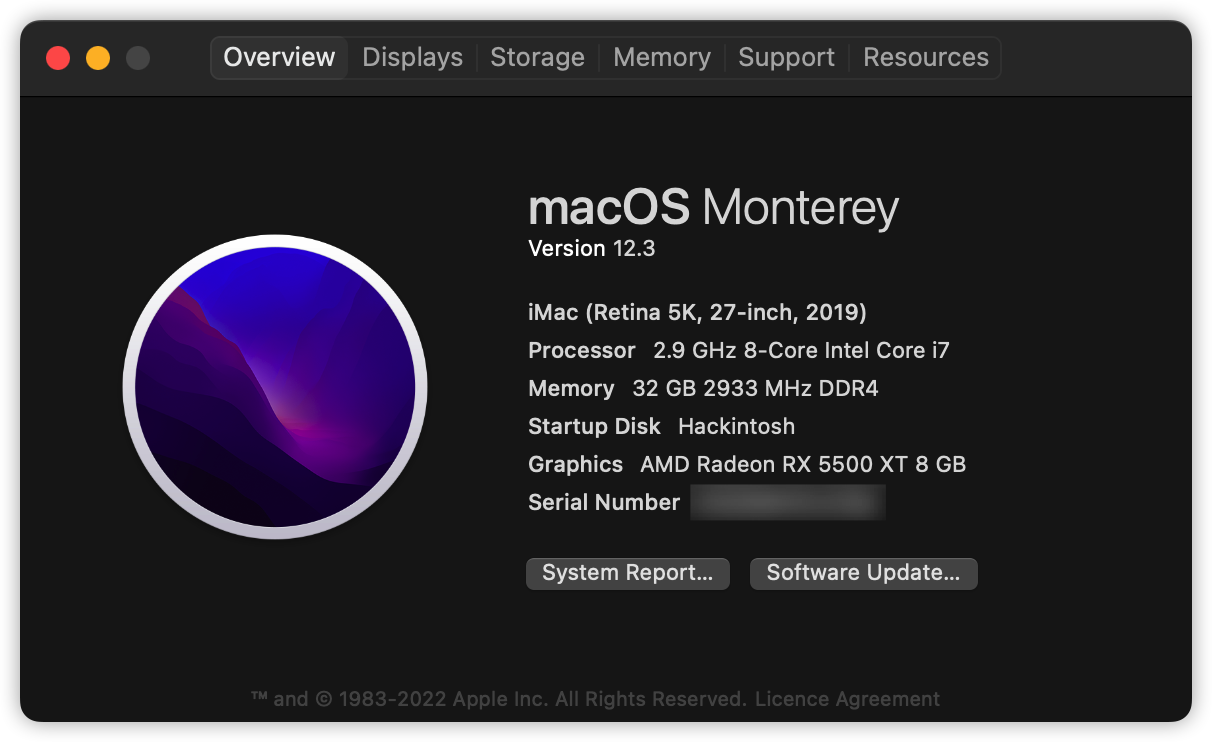 Overview Displays Storage Memory Support Resources
macOS Monterey
Version 12.3
iMac (Retina 5K, 27-inch, 2019)
Processor 2.9 GHz 8-Core Intel Core i7
Memory 32 GB 2933 MHz DDR4
Startup Disk Hackintosh
Graphics AMD Radeon RX 5500 XT 8 GB
Serial Number
System Report... Software Update...
™ and © 1983-2022 Apple Inc. All Rights Reserved. Licence Agreement